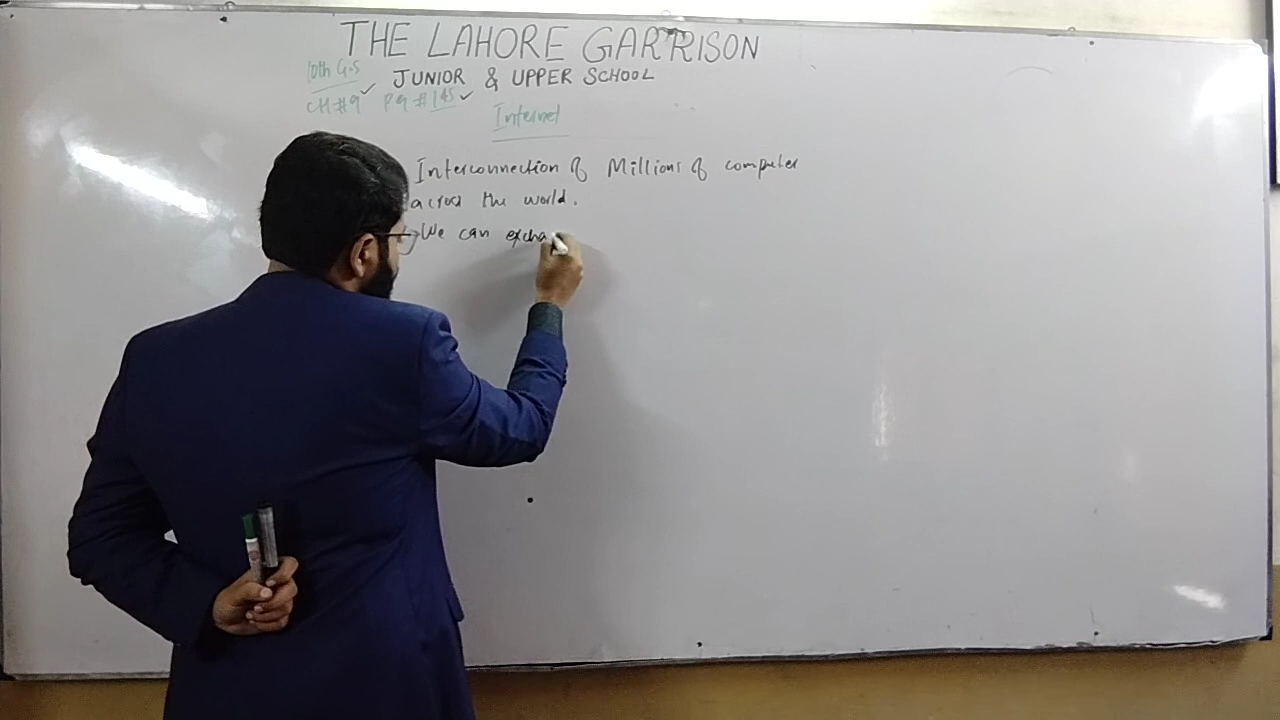 THE LAHORE GARRISON
10th G.S JUNIOR & UPPER SCHOOL
CH#9 Pg #145
Internet
Interconnection of Millions of computer
across the world.
We can excha